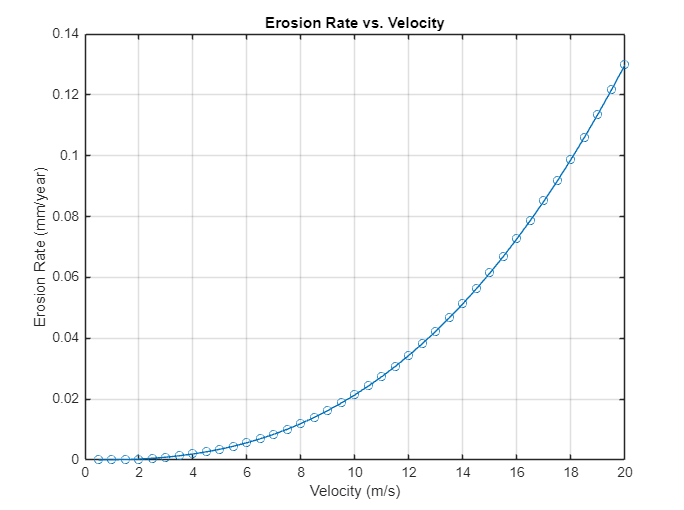 Erosion Rate vs. Velocity
0.14
0.12
0.1
0.08
0.06
0.04
0.02
0
Erosion Rate (mm/year)
0 2 4 6 8 10 12 14 16 18 20
Velocity (m/s)